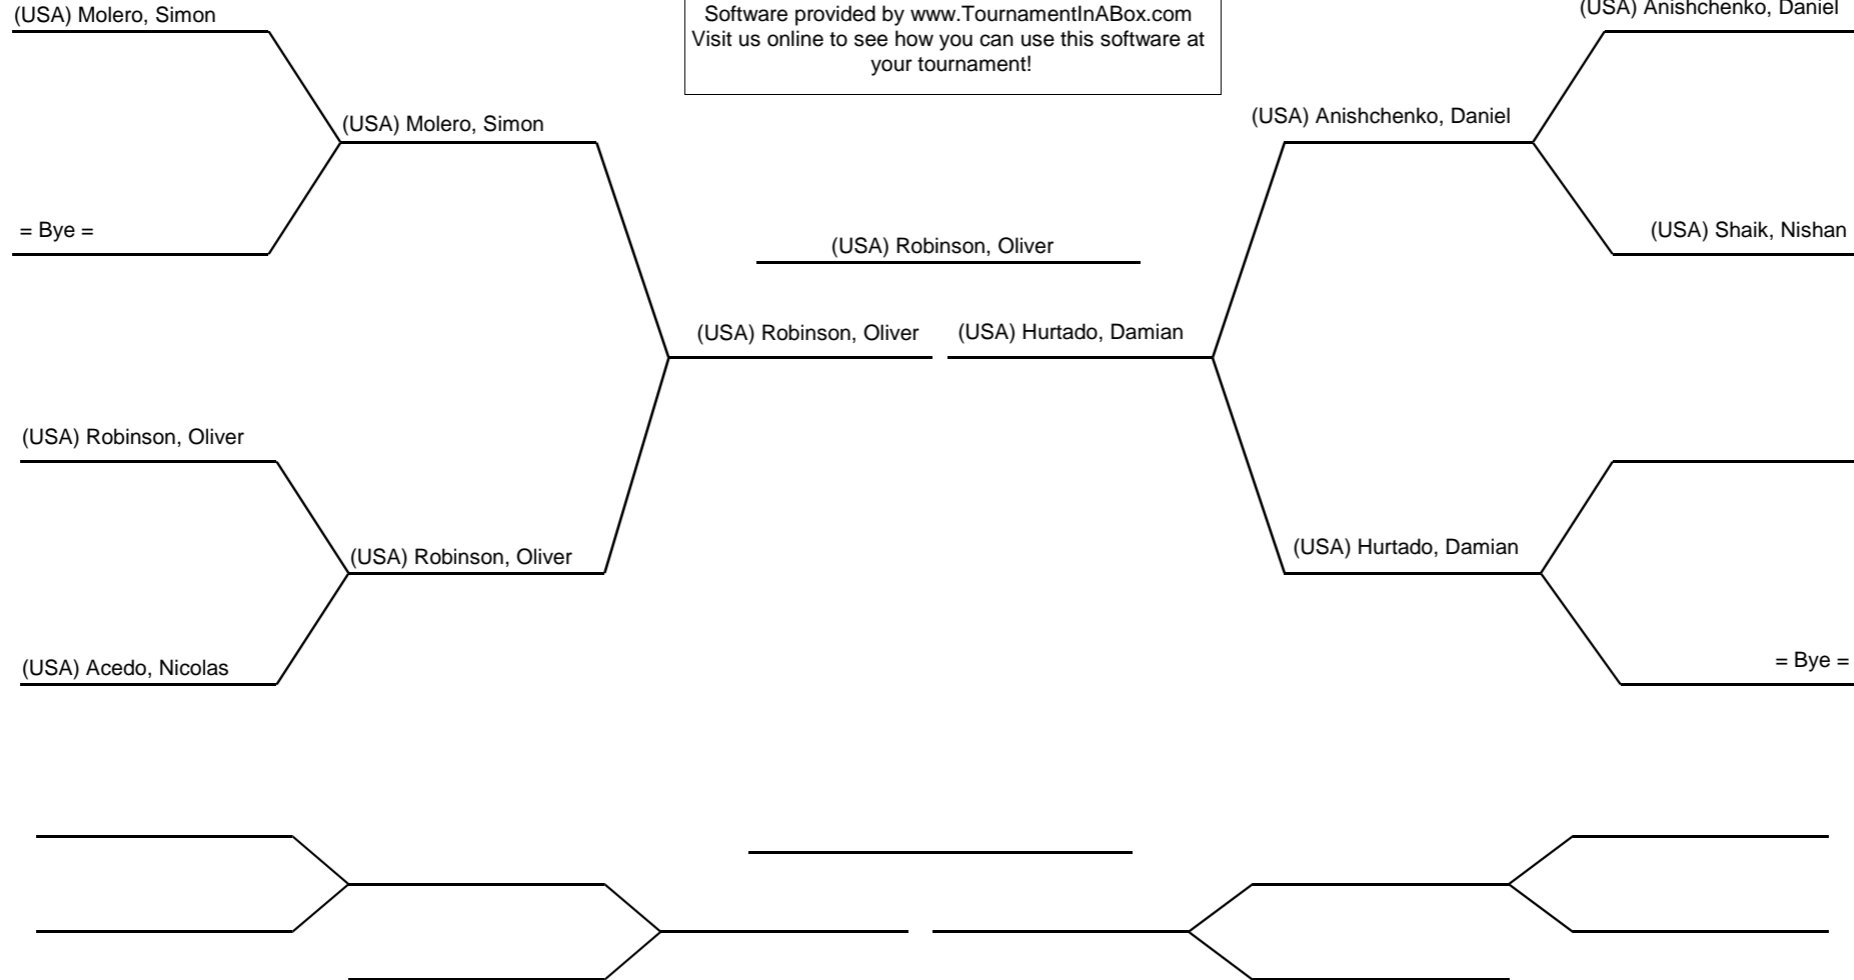 (USA) Molero, Simon
Software provided by www.TournamentInABox.com
Visit us online to see how you can use this software at
your tournament!
(USA) Anishchenko, Daniel
(USA) Molero, Simon
(USA) Anishchenko, Daniel
= Bye =
(USA) Robinson, Oliver
(USA) Shaik, Nishan
(USA) Robinson, Oliver
(USA) Hurtado, Damian
(USA) Robinson, Oliver
(USA) Robinson, Oliver
(USA) Hurtado, Damian
(USA) Acedo, Nicolas
= Bye =